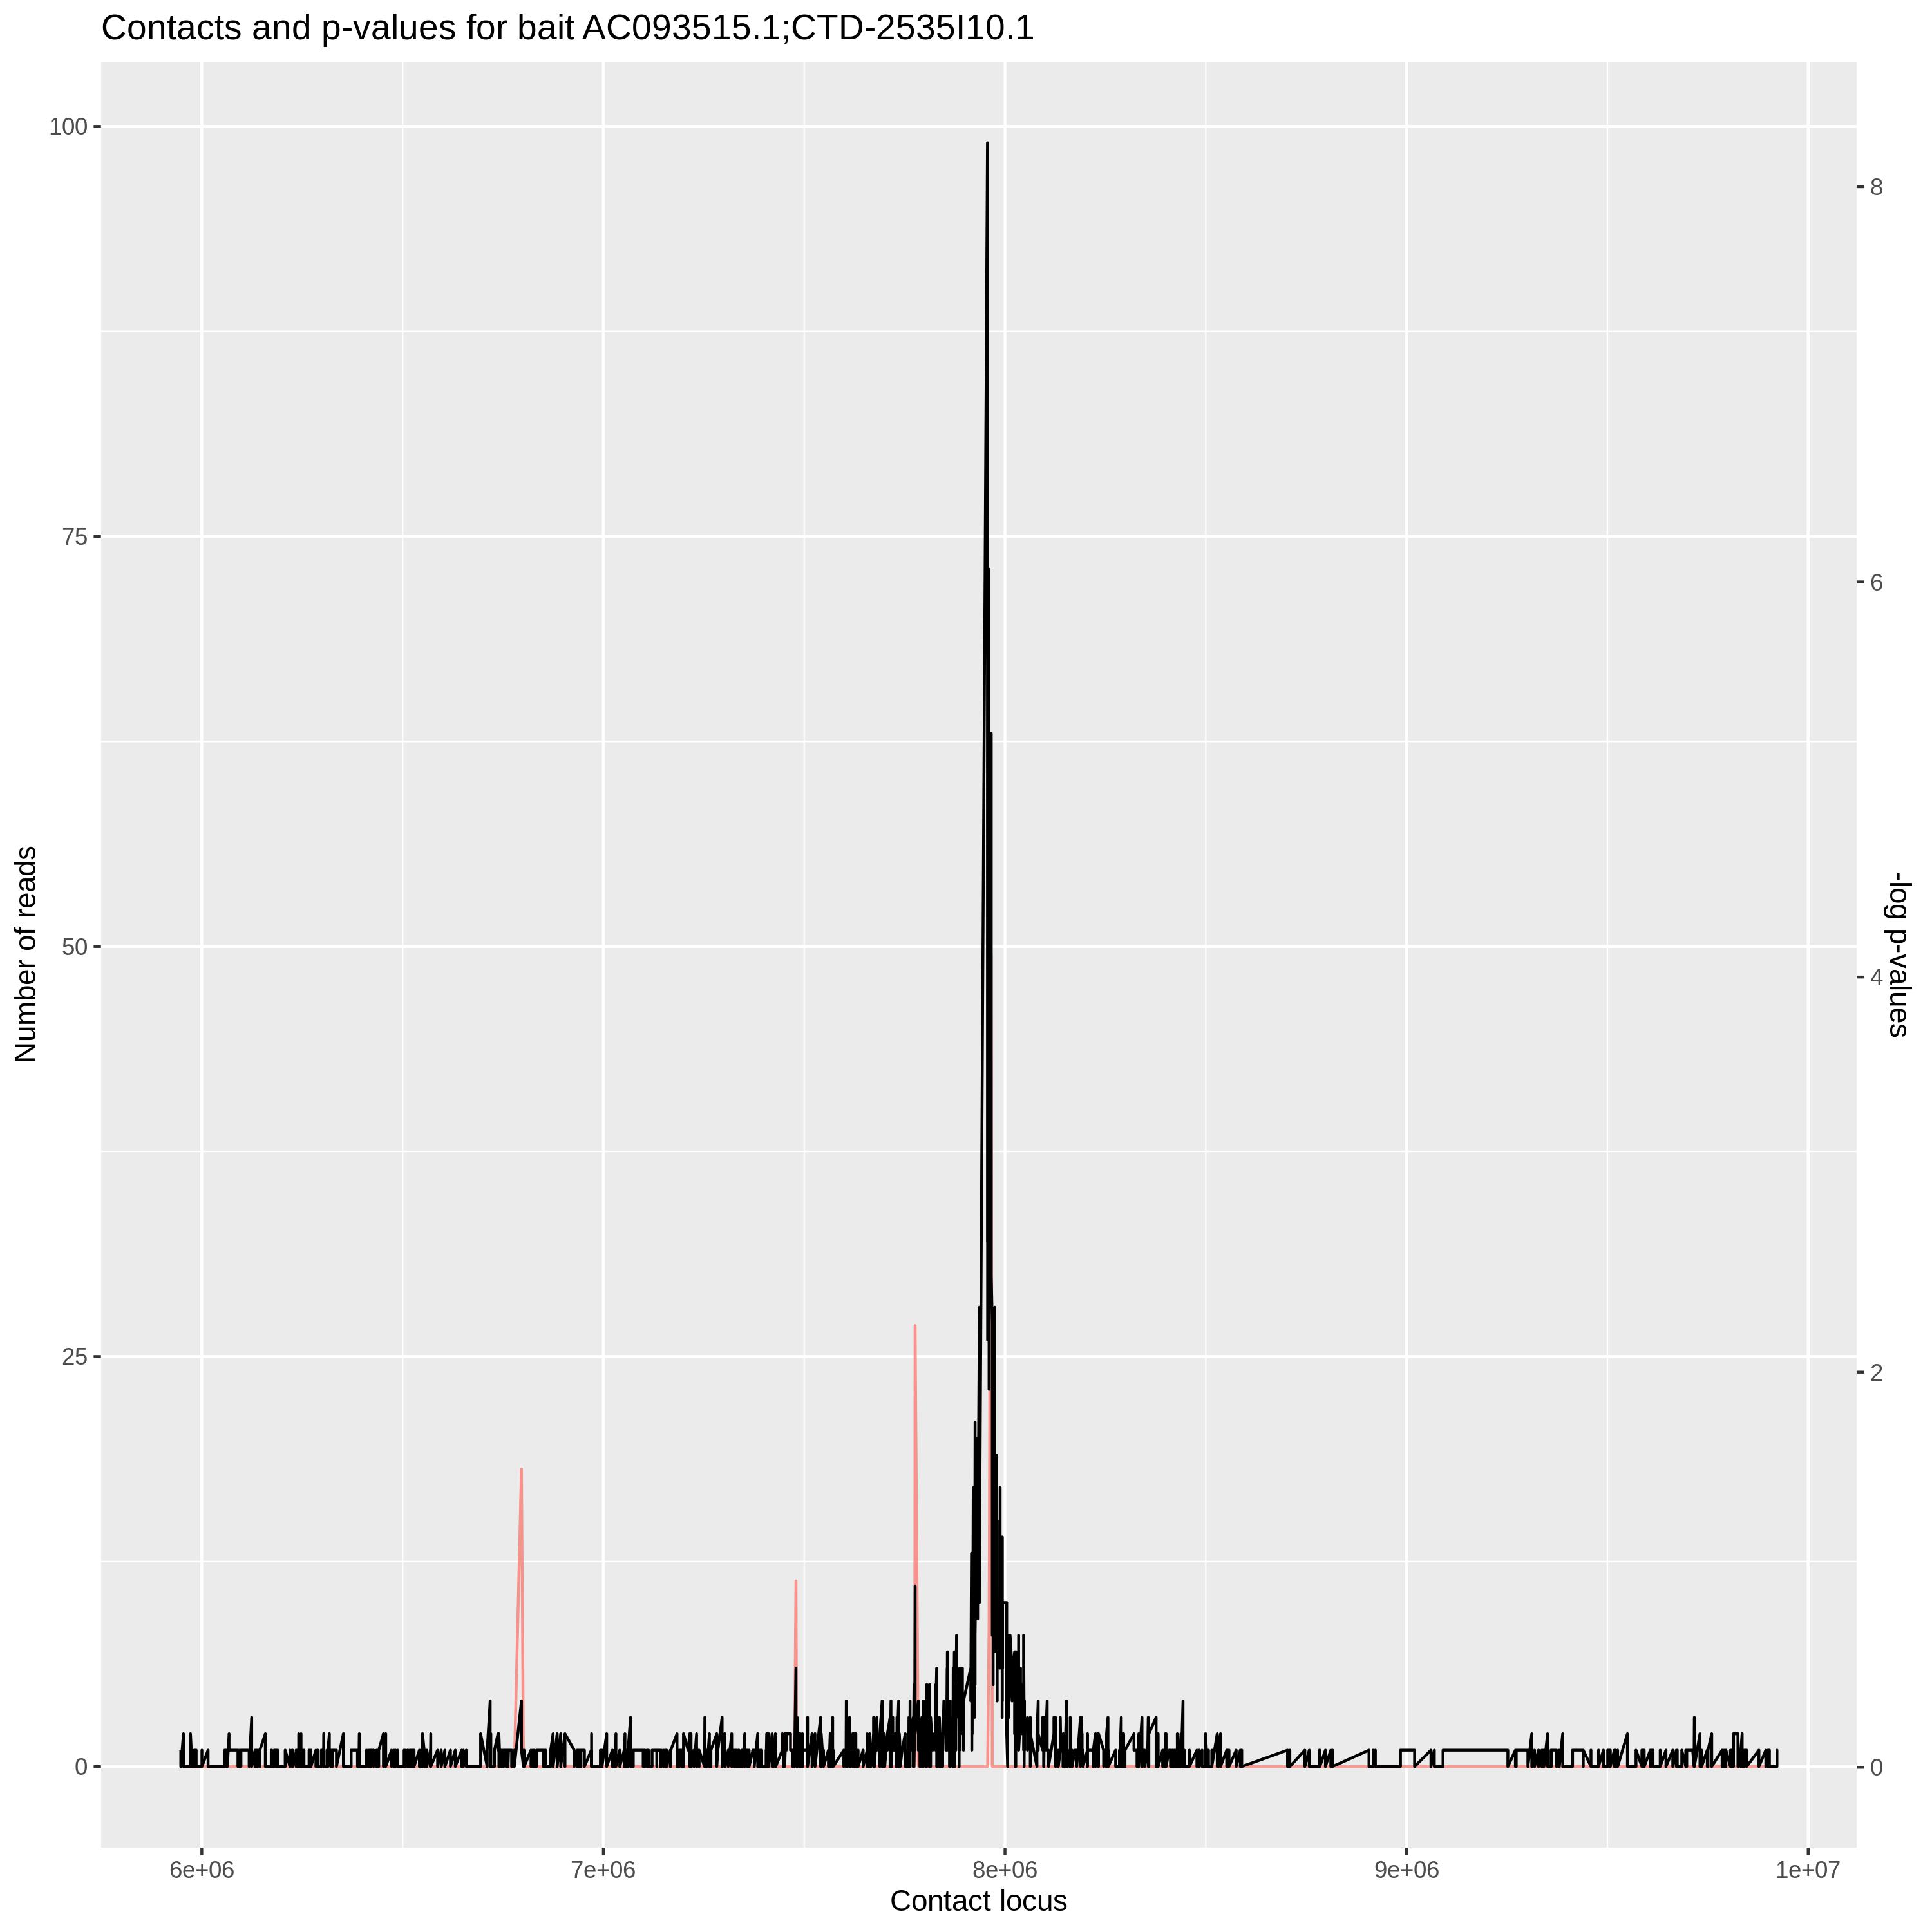 Contacts and p-values for bait AC093515.1;CTD-2535I10.1
100
75
50
25
0
Number of reads
8
6
4
2
0
-log p-values
6e+06
7e+06
8e+06
9e+06
1e+07
Contact locus